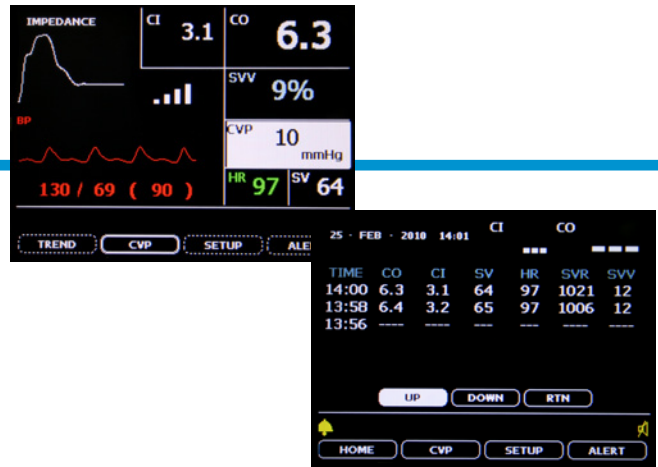 IMPEDANCE
CI 3.1
CO 6.3
SVV 9%
BP
CVP 10 mmHg
130 / 69 ( 90 )
HR 97 SV 64
TREND CVP SETUP
25 - FEB - 2010 14:01 CI CO
--- ---
TIME CO CI SV HR SVR SVV
14:00 6.3 3.1 64 97 1021 12
13:58 6.4 3.2 65 97 1006 12
13:56 ---- ---- --- --- ---- ---
UP DOWN RTN
HOME CVP SETUP ALERT